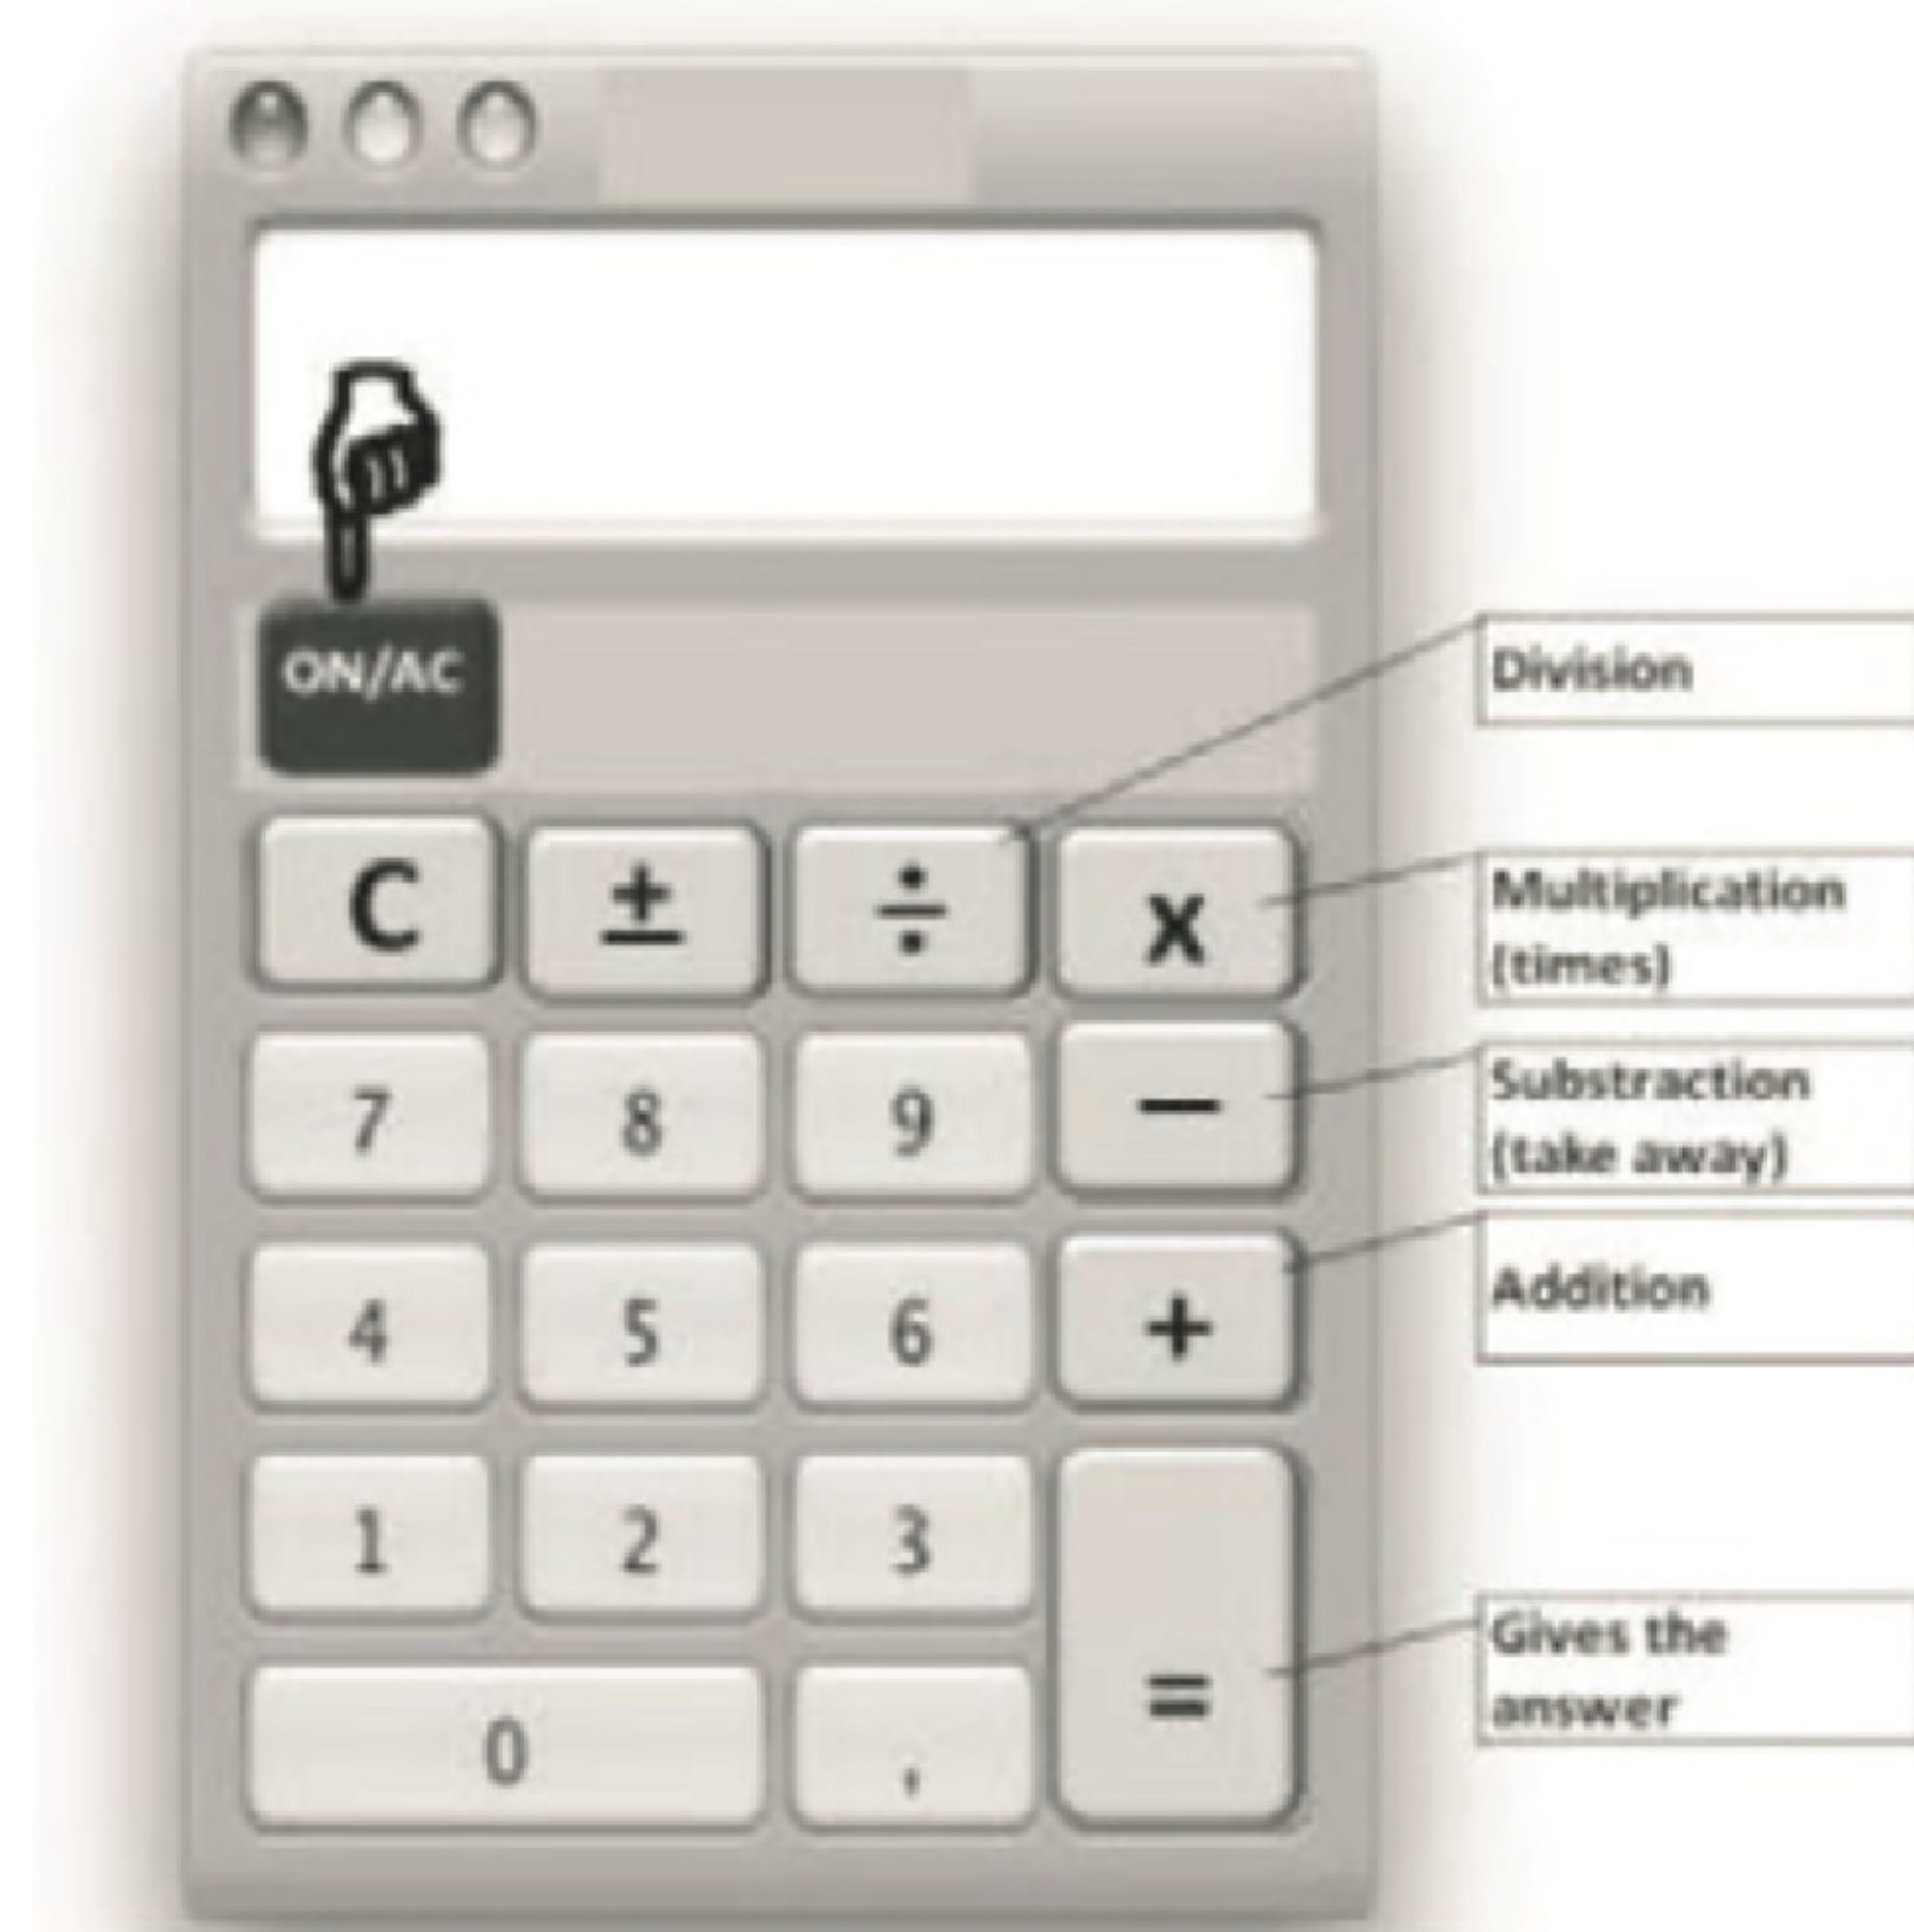 ON/AC
Division
C ± ÷ x
Multiplication
(times)
7 8 9 −
Substraction
(take away)
4 5 6 +
Addition
1 2 3
Gives the
answer
0 , =